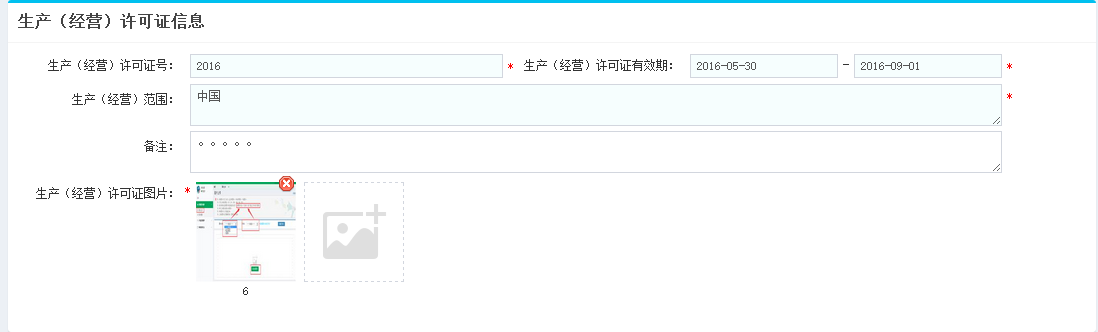 生产（经营）许可证信息
生产（经营）许可证号： 2016 * 生产（经营）许可证有效期： 2016-05-30 - 2016-09-01 *
生产（经营）范围： 中国 *
备注： 。。。。。
生产（经营）许可证图片： *
6